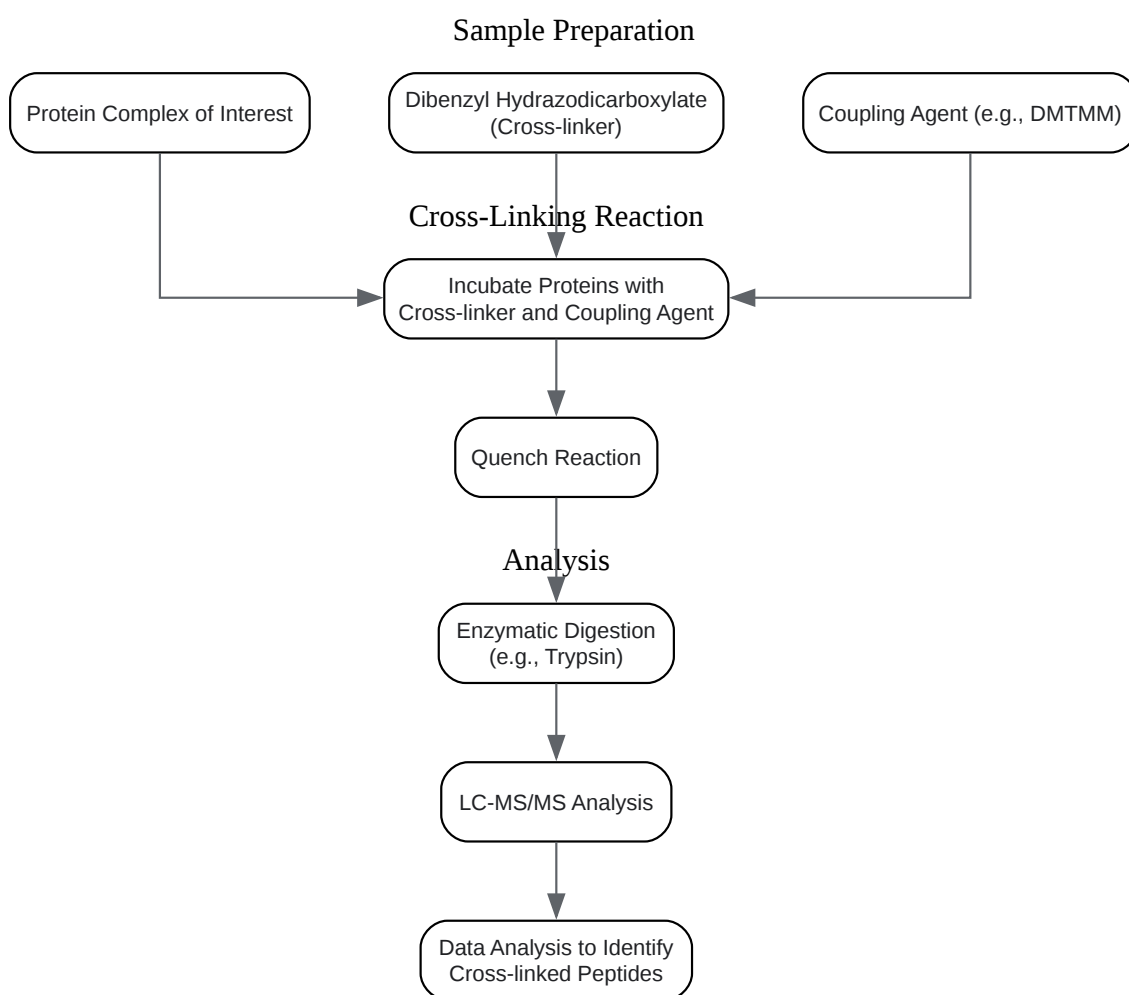 Sample Preparation
Protein Complex of Interest
Dibenzyl Hydrazodicarboxylate
(Cross-linker)
Coupling Agent (e.g., DMTMM)
Cross-Linking Reaction
Incubate Proteins with
Cross-linker and Coupling Agent
Quench Reaction
Analysis
Enzymatic Digestion
(e.g., Trypsin)
LC-MS/MS Analysis
Data Analysis to Identify
Cross-linked Peptides